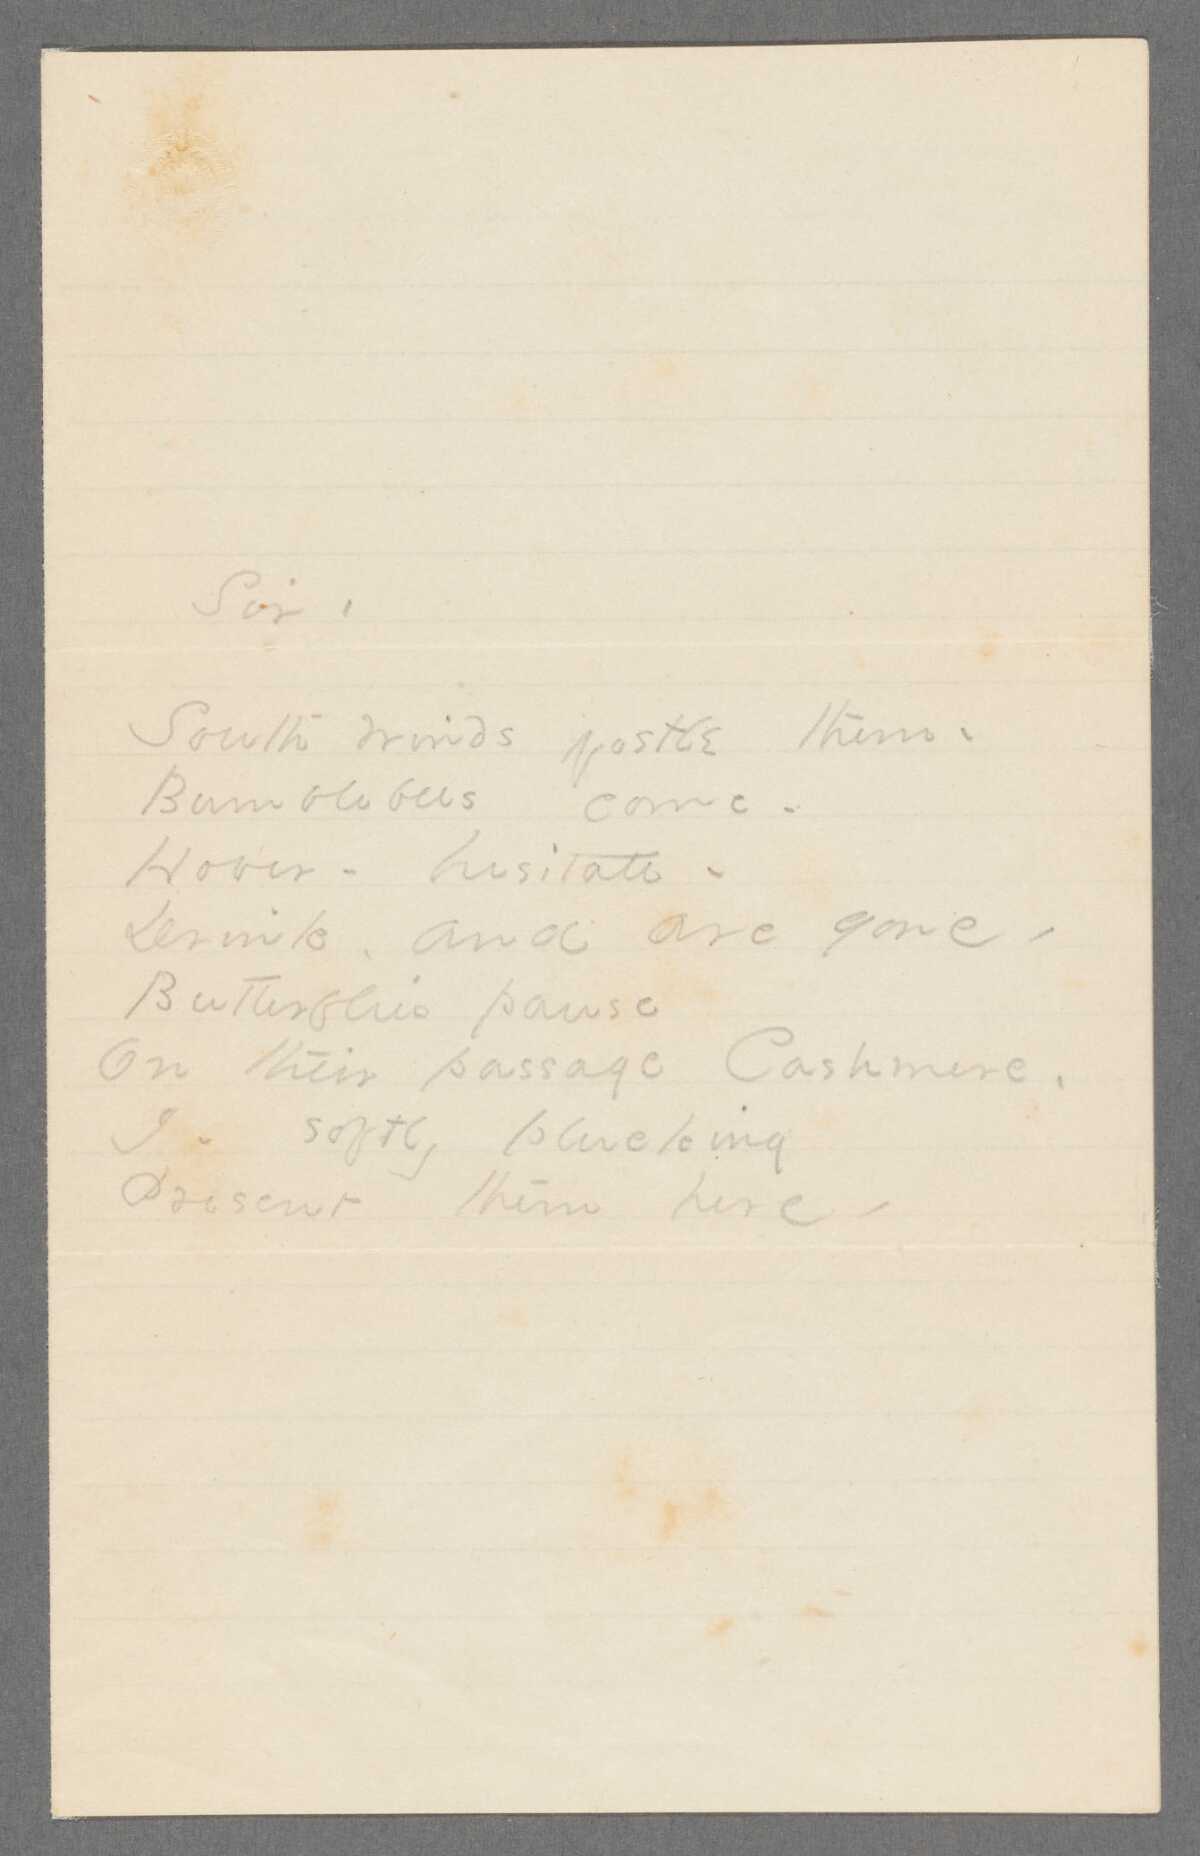 Sir,
South winds jostle them.
Bumblebees come.
Hover - hesitate -
Drink, and are gone -
Butterflies pause
On their passage Cashmere,
I - softly plucking
Present them here -